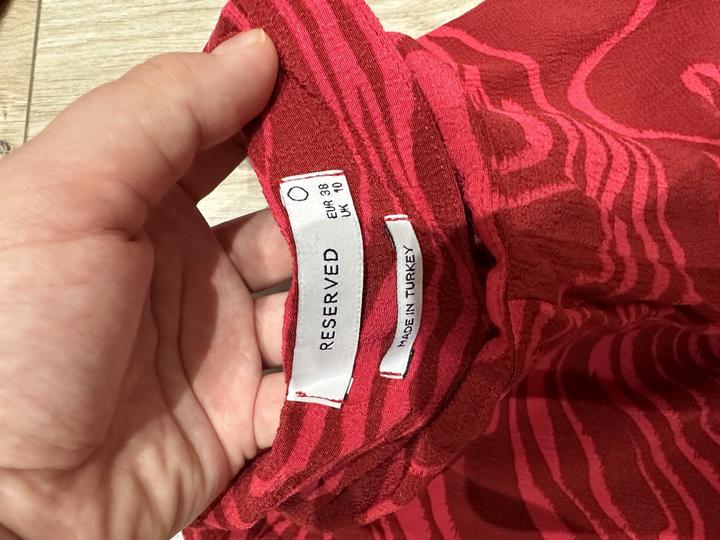 EUR 38
UK 10
RESERVED
MADE IN TURKEY